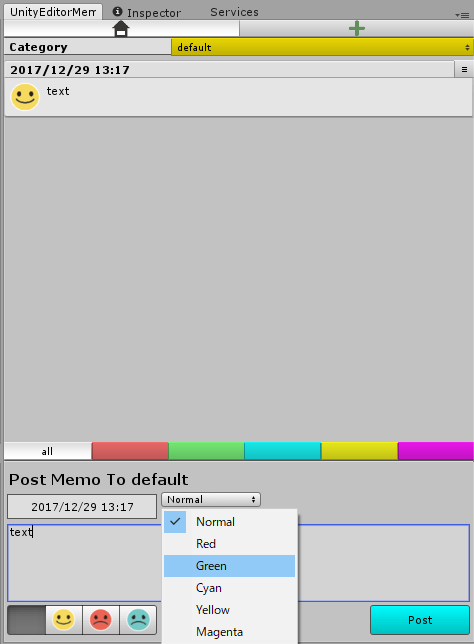 UnityEditorMem
Inspector
Services
Category
default
2017/12/29 13:17
text
all
Post Memo To default
2017/12/29 13:17
Normal
text
Normal
Red
Green
Cyan
Yellow
Magenta
Post